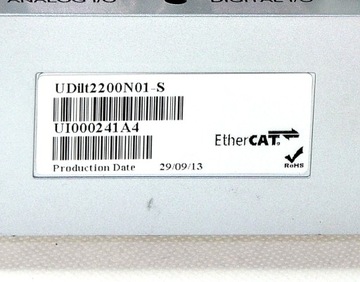 ANALOG I/O DIGITAL I/O
UDilt2200N01-S
UI000241A4
EtherCAT
RoHS
Production Date 29/09/13